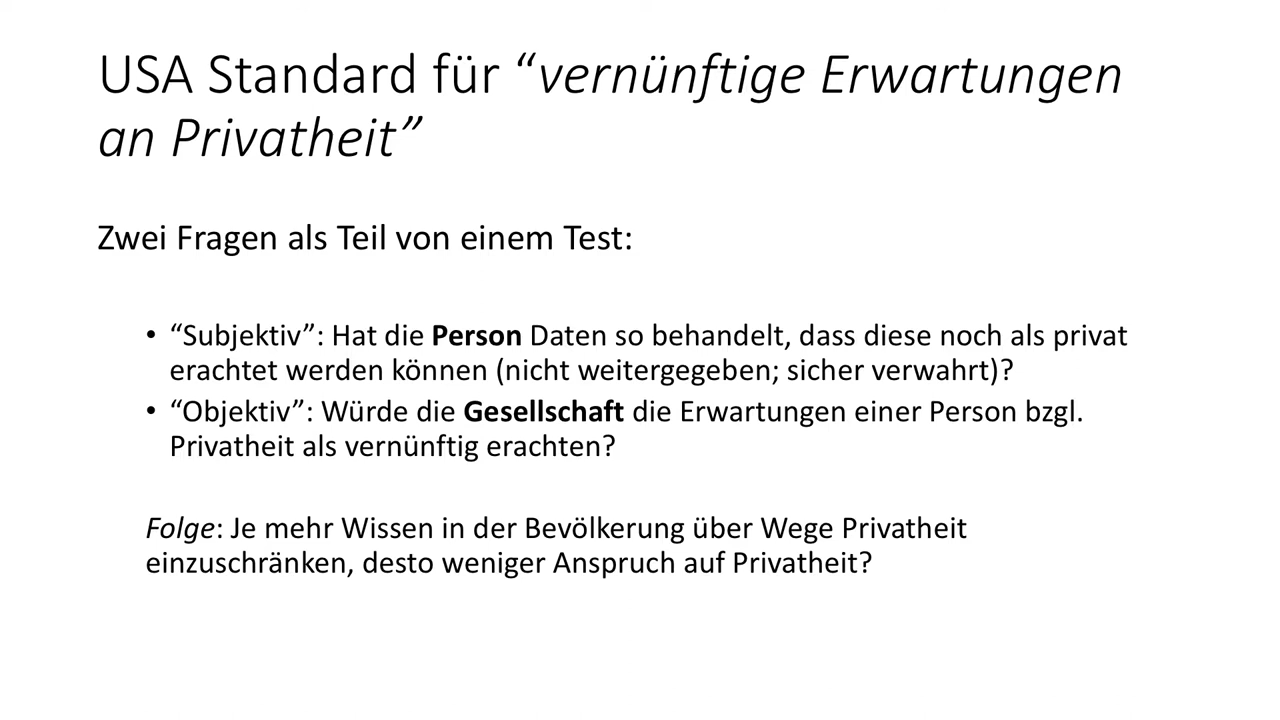 USA Standard für “vernünftige Erwartungen
an Privatheit”
Zwei Fragen als Teil von einem Test:
• “Subjektiv”: Hat die Person Daten so behandelt, dass diese noch als privat
erachtet werden können (nicht weitergegeben; sicher verwahrt)?
• “Objektiv”: Würde die Gesellschaft die Erwartungen einer Person bzgl.
Privatheit als vernünftig erachten?
Folge: Je mehr Wissen in der Bevölkerung über Wege Privatheit
einzuschränken, desto weniger Anspruch auf Privatheit?